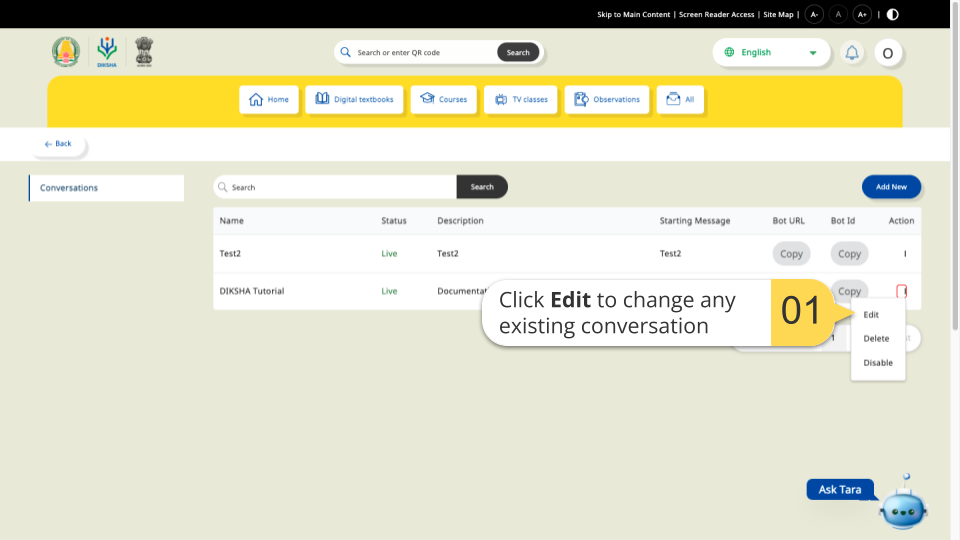 Skip to Main Content | Screen Reader Access | Site Map | A- A A+ |
DIKSHA
Search or enter QR code Search
English
O
Home Digital textbooks Courses TV classes Observations All
← Back
Conversations
Search Search
Add New
Name Status Description Starting Message Bot URL Bot Id Action
Test2 Live Test2 Test2 Copy Copy
DIKSHA Tutorial Live Copy
Click Edit to change any
existing conversation
01
Edit
1
Delete
Disable
Ask Tara